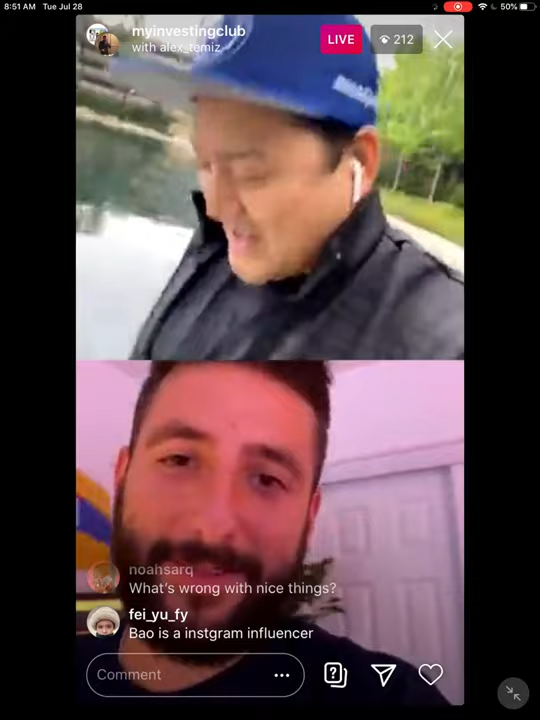 8:51 AM Tue Jul 28
50%
myinvestingclub
with alex_temiz
LIVE
212
noahsarq
What's wrong with nice things?
fei_yu_fy
Bao is a instgram influencer
Comment